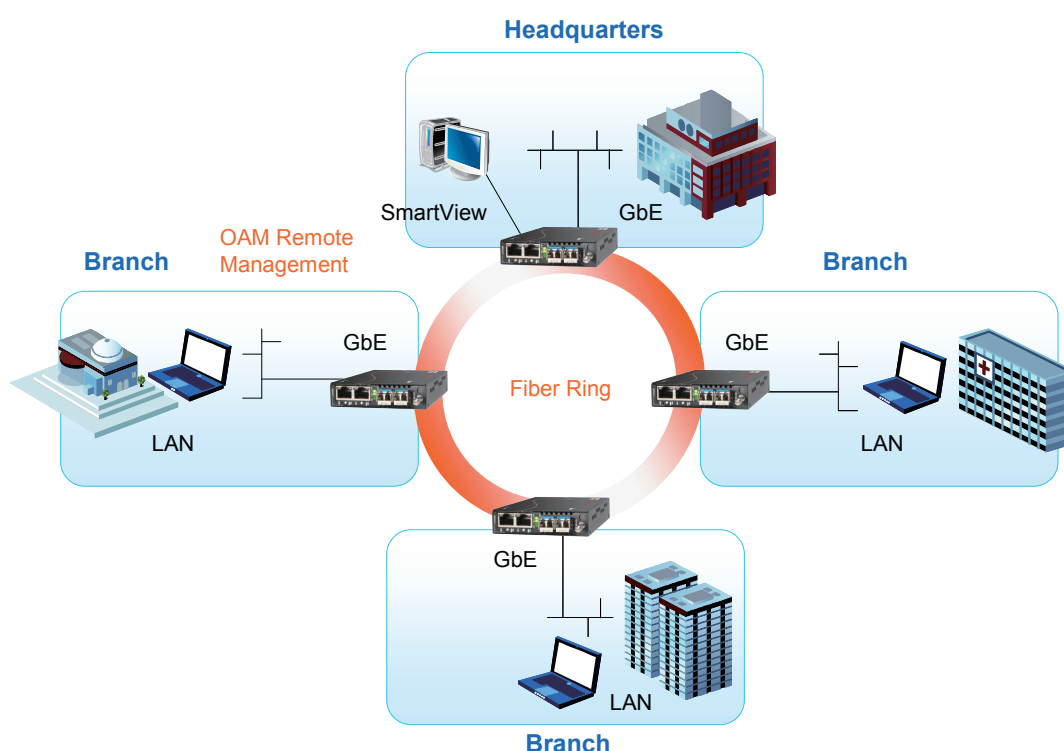 Headquarters
SmartView
GbE
OAM Remote
Management
Branch
GbE
LAN
Fiber Ring
Branch
GbE
LAN
GbE
LAN
Branch